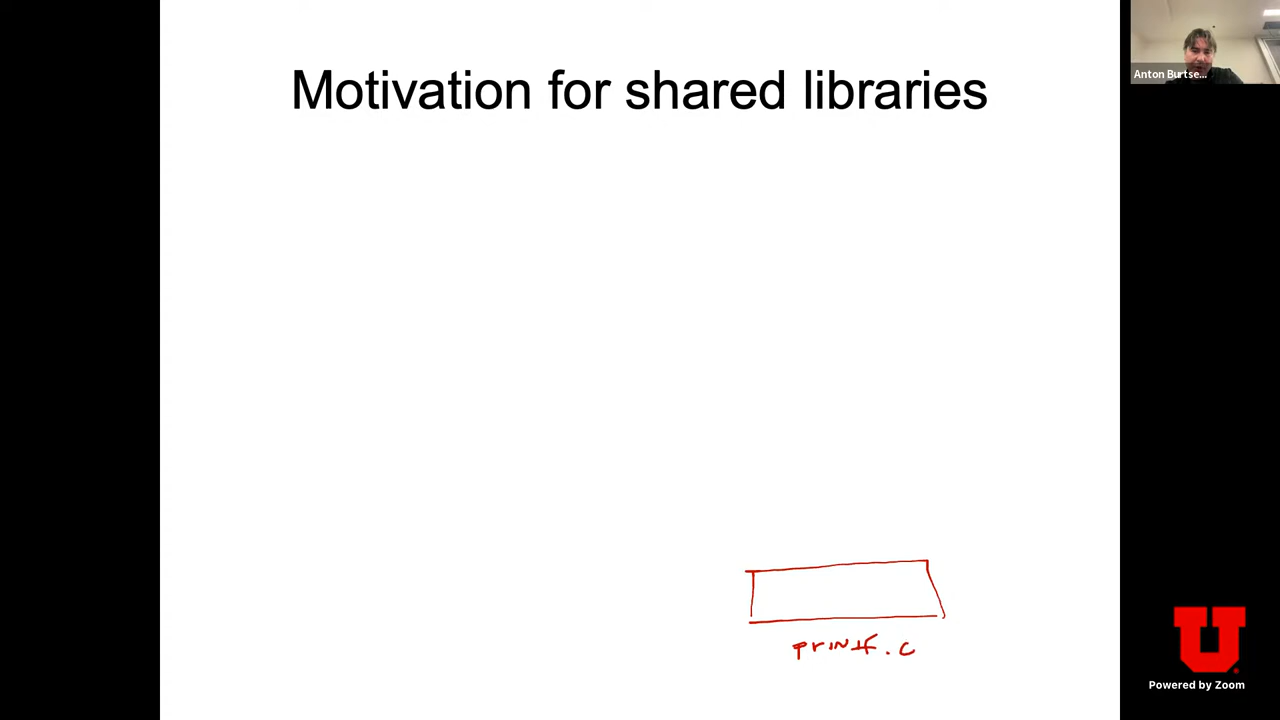 Motivation for shared libraries
Anton Burtse...
printf.c
U
Powered by Zoom